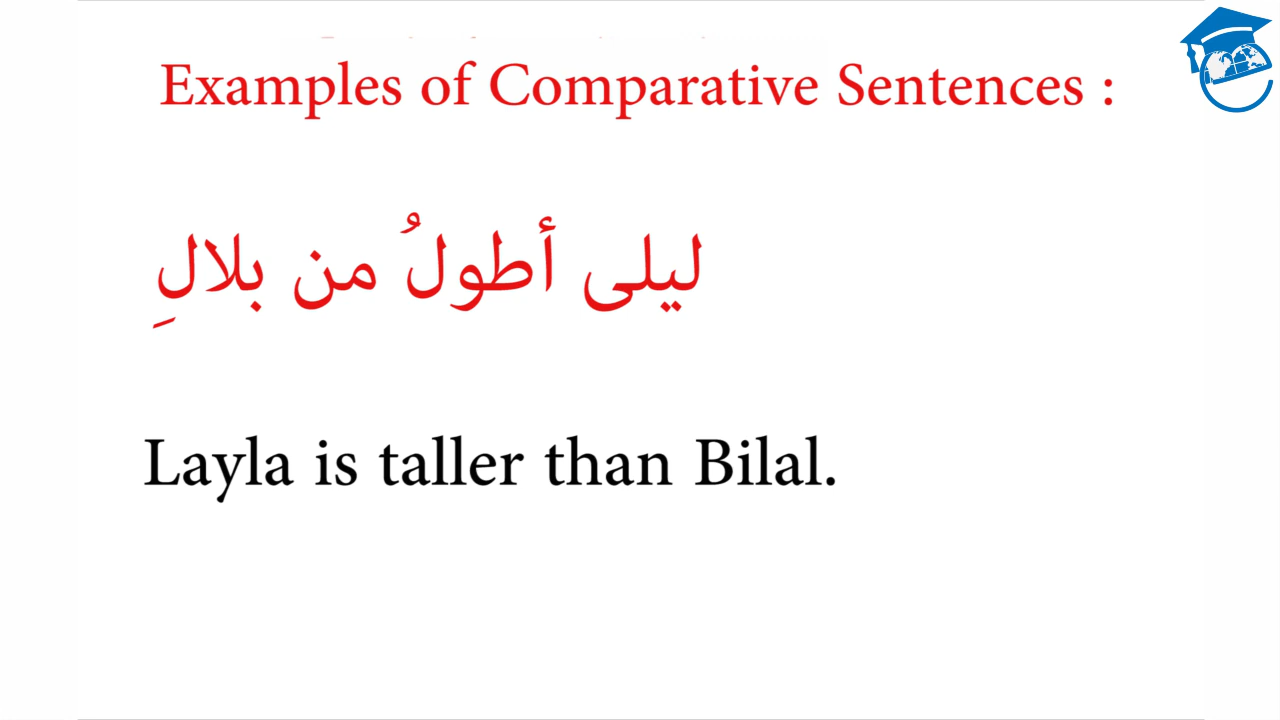 Examples of Comparative Sentences :
ليلى أطولُ من بلالِ
Layla is taller than Bilal.